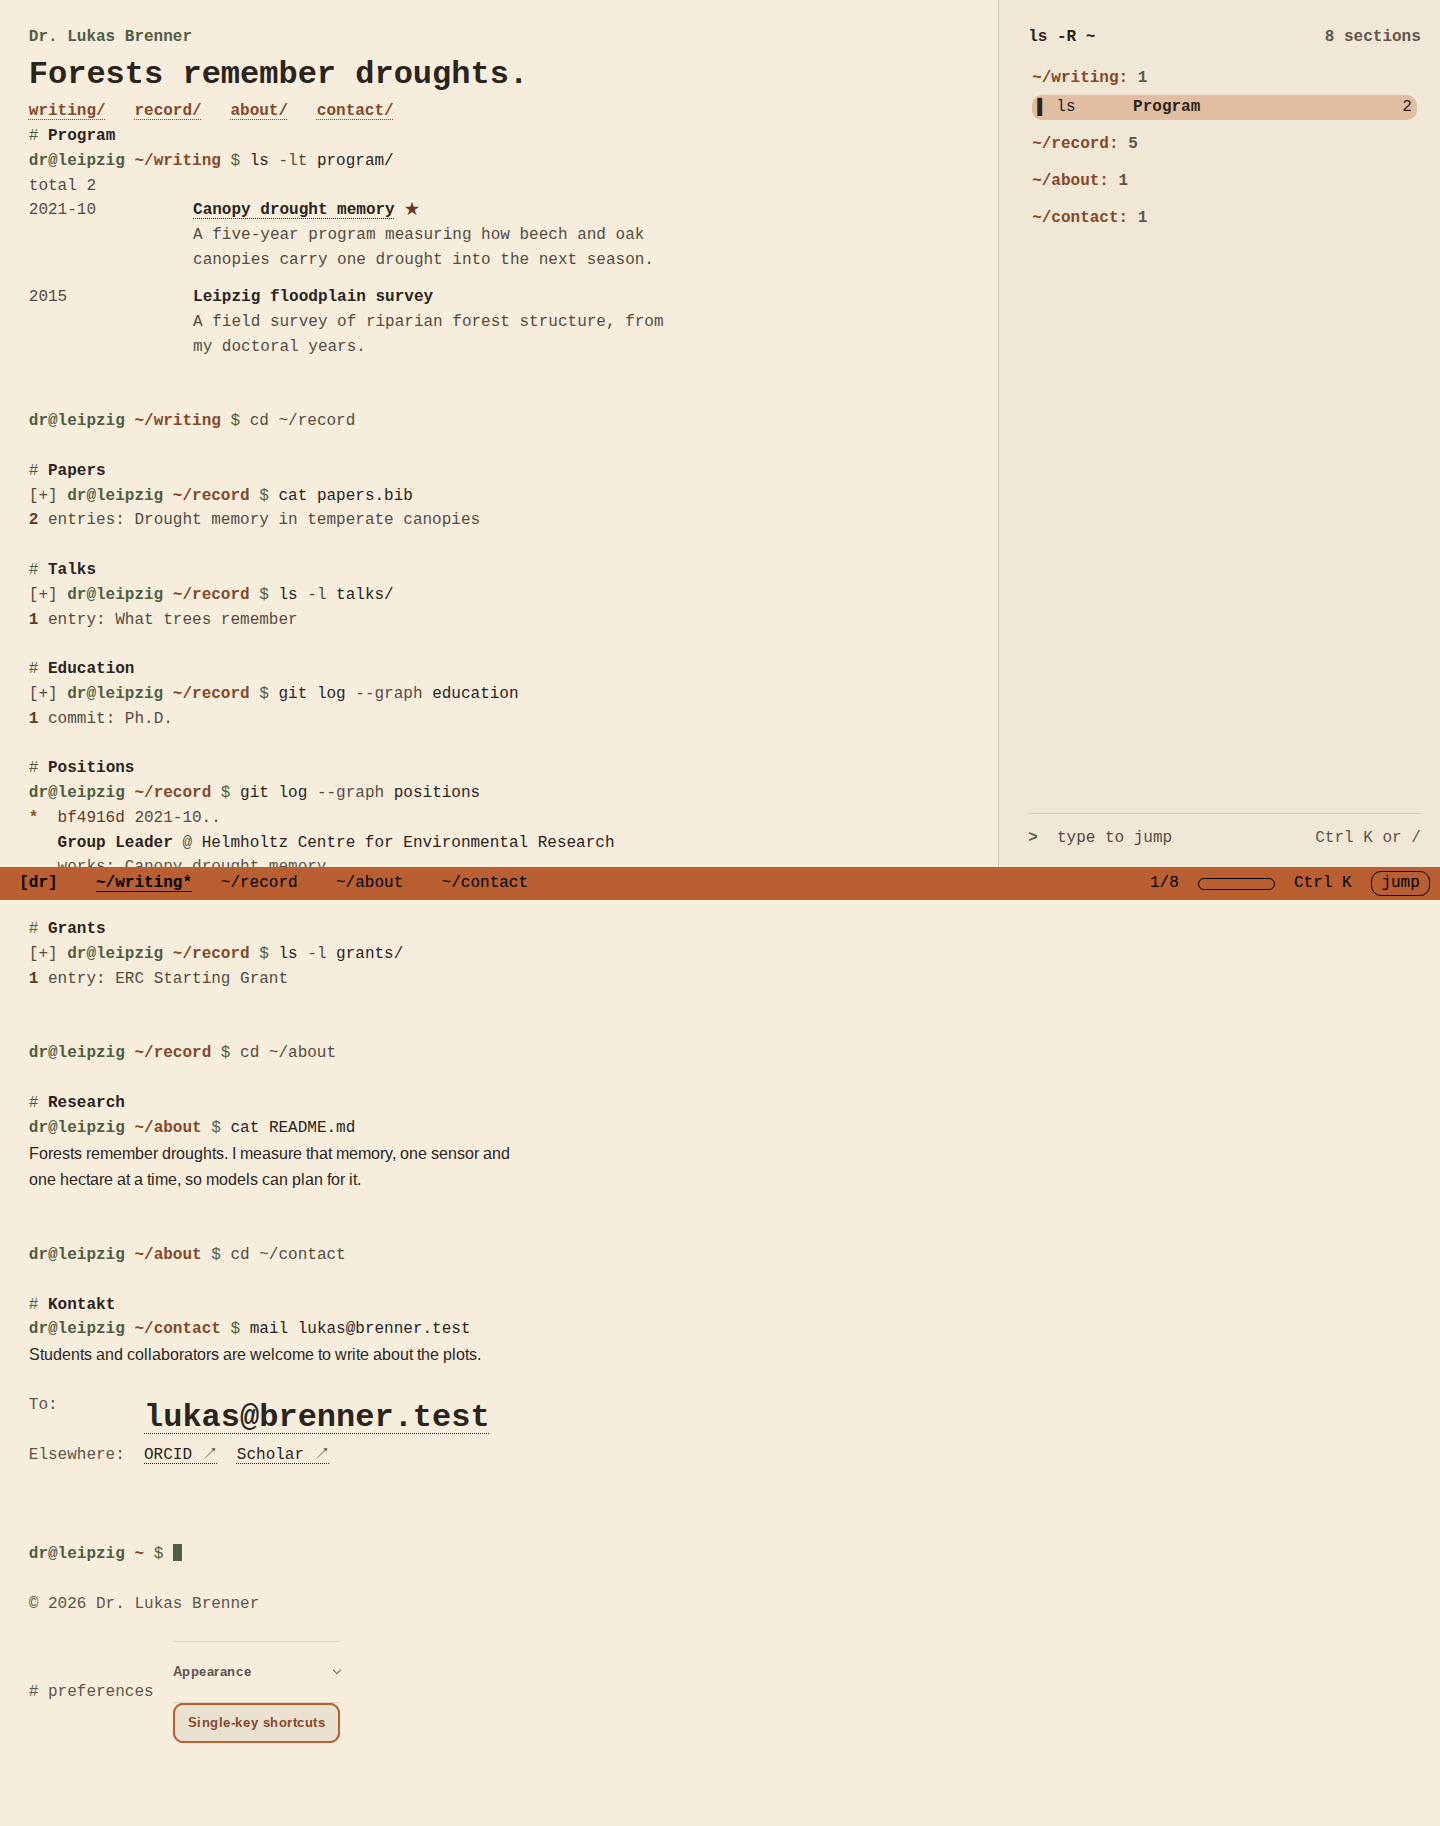 Dr. Lukas Brenner
Forests remember droughts.
writing/ record/ about/ contact/
# Program
dr@leipzig ~/writing $ ls -lt program/
total 2
2021-10 Canopy drought memory ★
A five-year program measuring how beech and oak
canopies carry one drought into the next season.
2015 Leipzig floodplain survey
A field survey of riparian forest structure, from
my doctoral years.
dr@leipzig ~/writing $ cd ~/record
# Papers
[+] dr@leipzig ~/record $ cat papers.bib
2 entries: Drought memory in temperate canopies
# Talks
[+] dr@leipzig ~/record $ ls -l talks/
1 entry: What trees remember
# Education
[+] dr@leipzig ~/record $ git log --graph education
1 commit: Ph.D.
# Positions
dr@leipzig ~/record $ git log --graph positions
* bf4916d 2021-10..
Group Leader @ Helmholtz Centre for Environmental Research
works: Canopy drought memory
ls -R ~ 8 sections
~/writing: 1
ls Program 2
~/record: 5
~/about: 1
~/contact: 1
> type to jump Ctrl K or /
[dr] ~/writing* ~/record ~/about ~/contact 1/8 Ctrl K jump
# Grants
[+] dr@leipzig ~/record $ ls -l grants/
1 entry: ERC Starting Grant
dr@leipzig ~/record $ cd ~/about
# Research
dr@leipzig ~/about $ cat README.md
Forests remember droughts. I measure that memory, one sensor and
one hectare at a time, so models can plan for it.
dr@leipzig ~/about $ cd ~/contact
# Kontakt
dr@leipzig ~/contact $ mail lukas@brenner.test
Students and collaborators are welcome to write about the plots.
To: lukas@brenner.test
Elsewhere: ORCID ↗ Scholar ↗
dr@leipzig ~ $
© 2026 Dr. Lukas Brenner
Appearance
# preferences
Single-key shortcuts